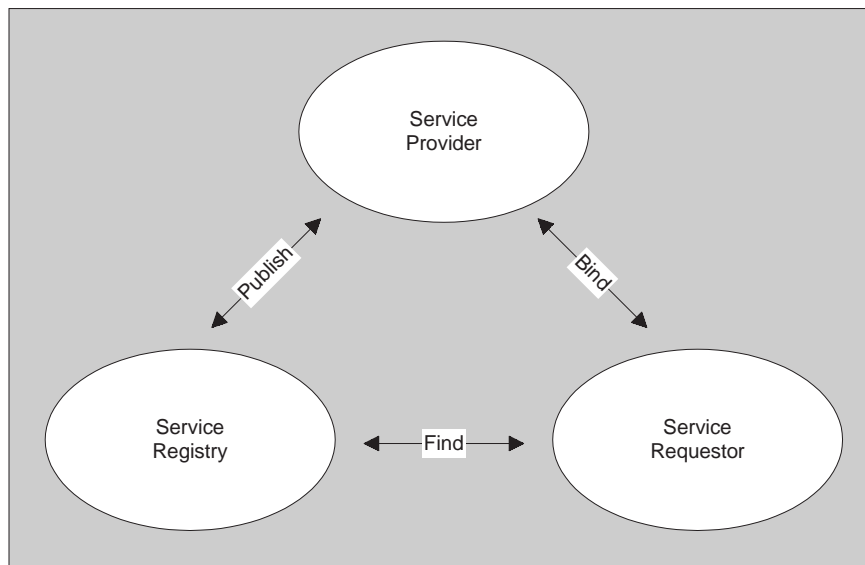 Service
Provider
Publish
Bind
Service
Registry
Find
Service
Requestor